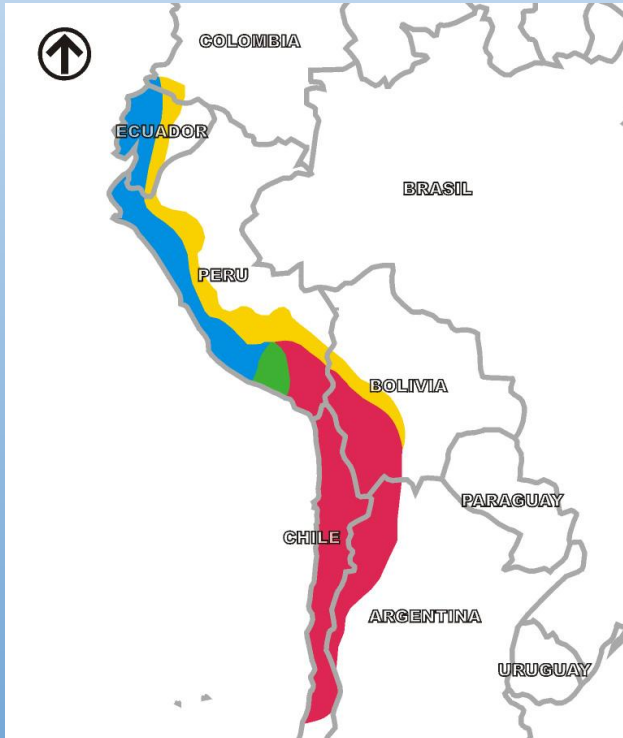 COLOMBIA
ECUADOR
BRASIL
PERU
BOLIVIA
PARAGUAY
CHILE
ARGENTINA
URUGUAY